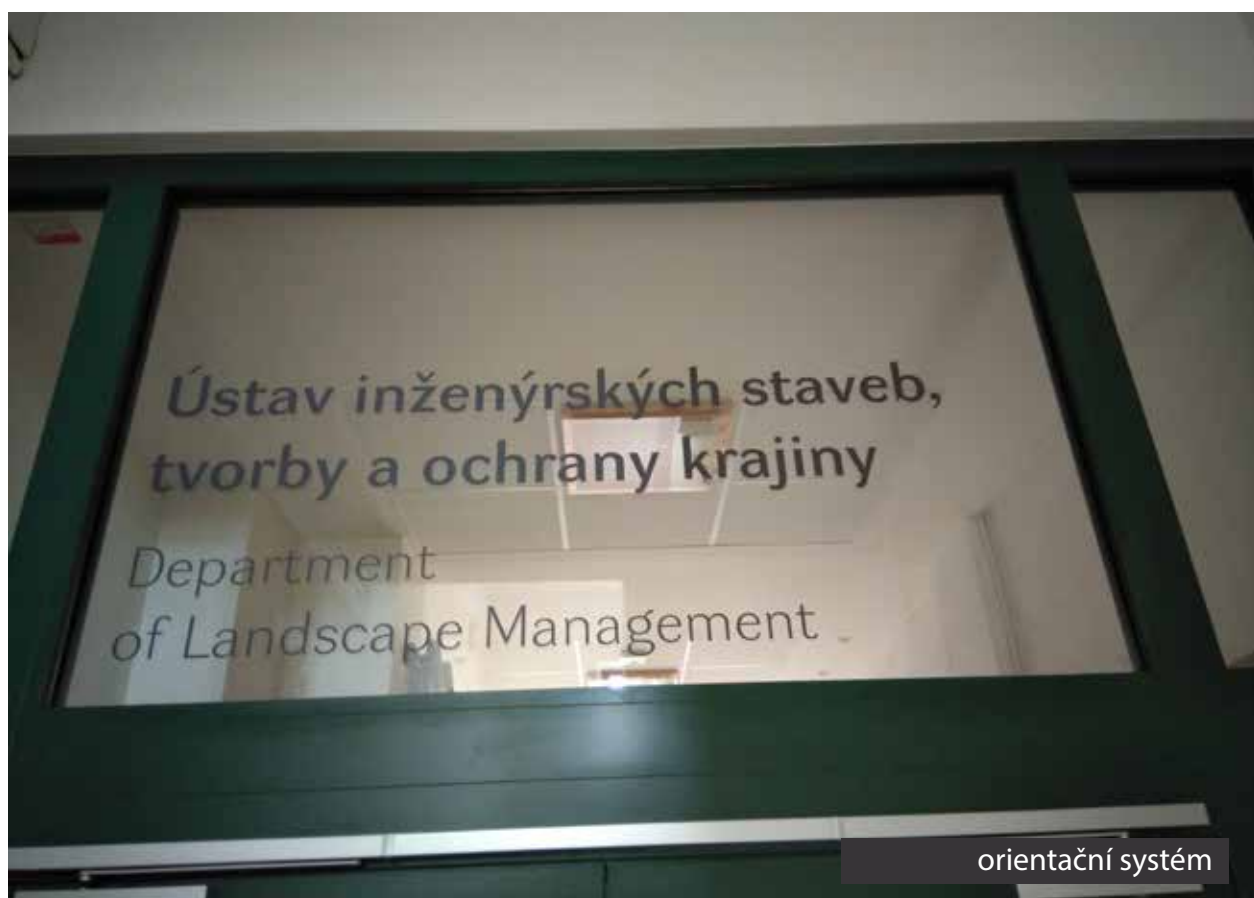 Ústav inženýrských staveb,
tvorby a ochrany krajiny
Department
of Landscape Management
orientační systém